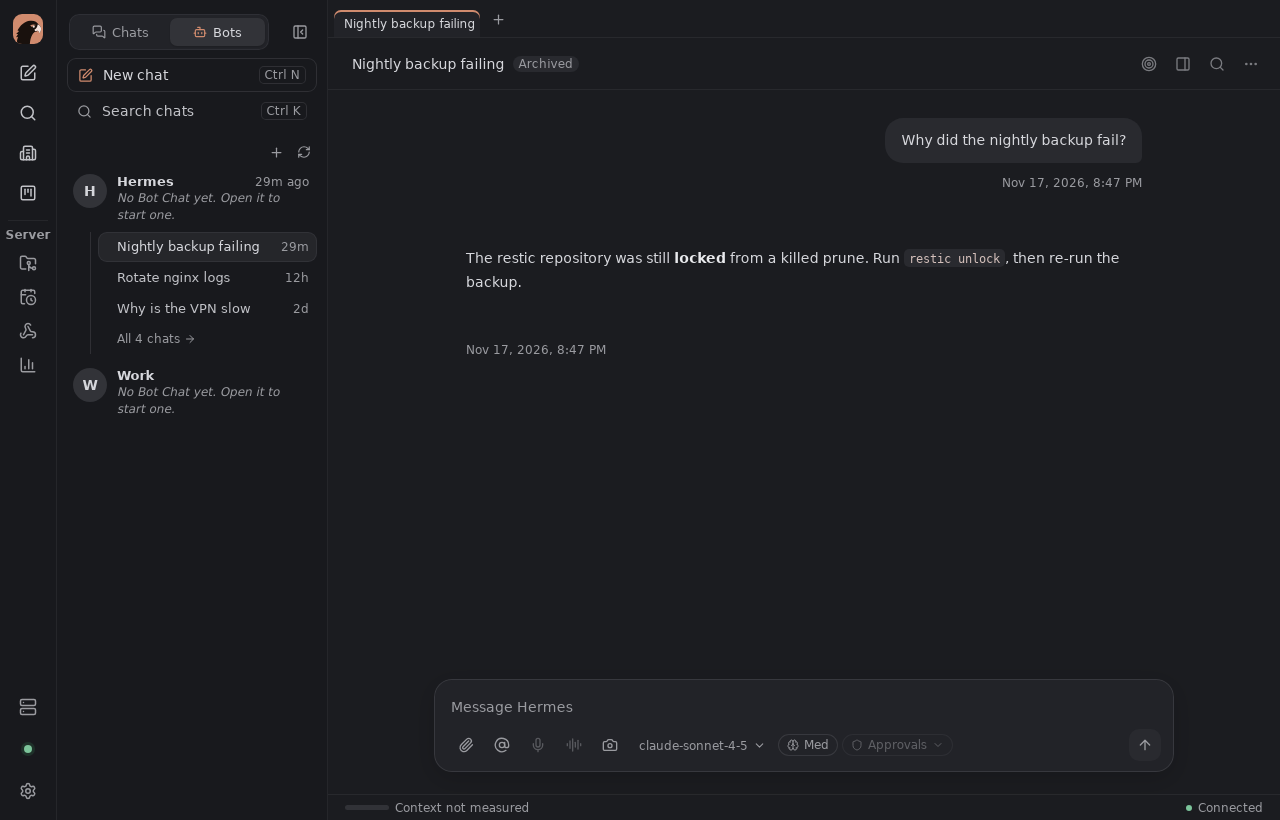 Chats
Bots
New chat
Ctrl N
Search chats
Ctrl K
Server
H
Hermes
29m ago
No Bot Chat yet. Open it to
start one.
Nightly backup failing
29m
Rotate nginx logs
12h
Why is the VPN slow
2d
All 4 chats
W
Work
No Bot Chat yet. Open it to
start one.
Nightly backup failing
Nightly backup failing
Archived
Why did the nightly backup fail?
Nov 17, 2026, 8:47 PM
The restic repository was still locked from a killed prune. Run restic unlock, then re-run the
backup.
Nov 17, 2026, 8:47 PM
Message Hermes
claude-sonnet-4-5
Med
Approvals
Context not measured
Connected